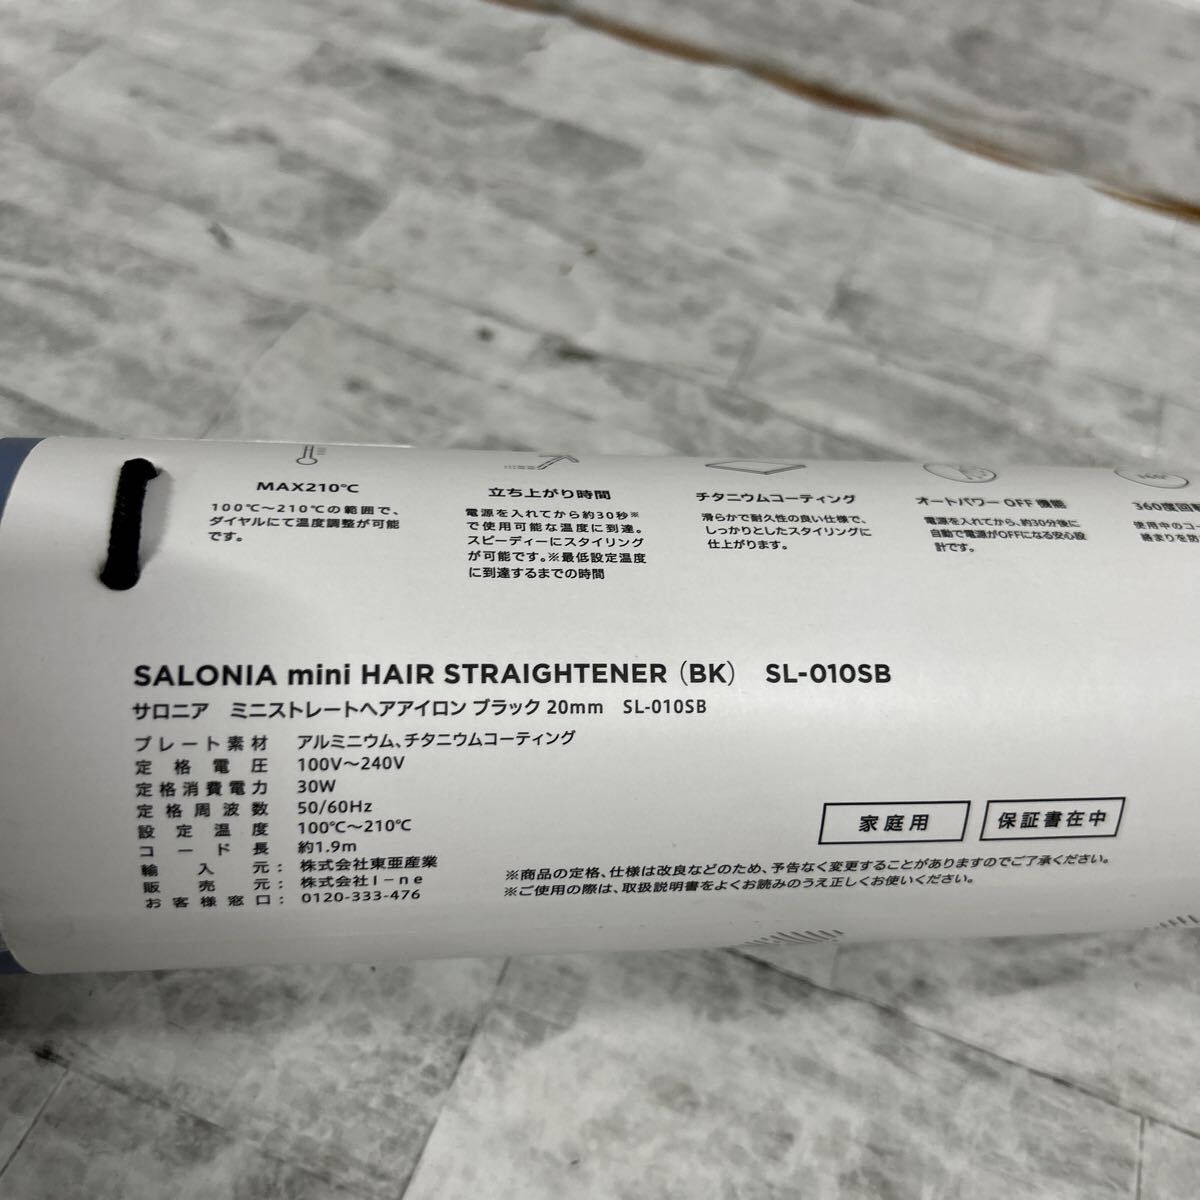 MAX210℃
100℃～210℃の範囲で、
ダイヤルにて温度調整が可能
です。
立ち上がり時間
電源を入れてから約30秒※
で使用可能な温度に到達。
スピーディーにスタイリング
が可能です。※最低設定温度
に到達するまでの時間
チタニウムコーティング
滑らかで耐久性の良い仕様で、
しっかりとしたスタイリングに
仕上がります。
オートパワーOFF機能
電源を入れてから、約30分後に
自動で電源がOFFになる安心設
計です。
360度回転
使用中のコー
絡まりを防
SALONIA mini HAIR STRAIGHTENER（BK） SL-010SB
サロニア ミニストレートヘアアイロン ブラック 20mm SL-010SB
プレート素材 アルミニウム、チタニウムコーティング
定格電圧 100V～240V
定格消費電力 30W
定格周波数 50/60Hz
設定温度 100℃～210℃
コード長 約1.9m
輸入元：株式会社東亜産業
販売元：株式会社I-ne
お客様窓口：0120-333-476
家庭用
保証書在中
※商品の定格、仕様は改良などのため、予告なく変更することがありますのでご了承ください。
※ご使用の際は、取扱説明書をよくお読みのうえ正しくお使いください。